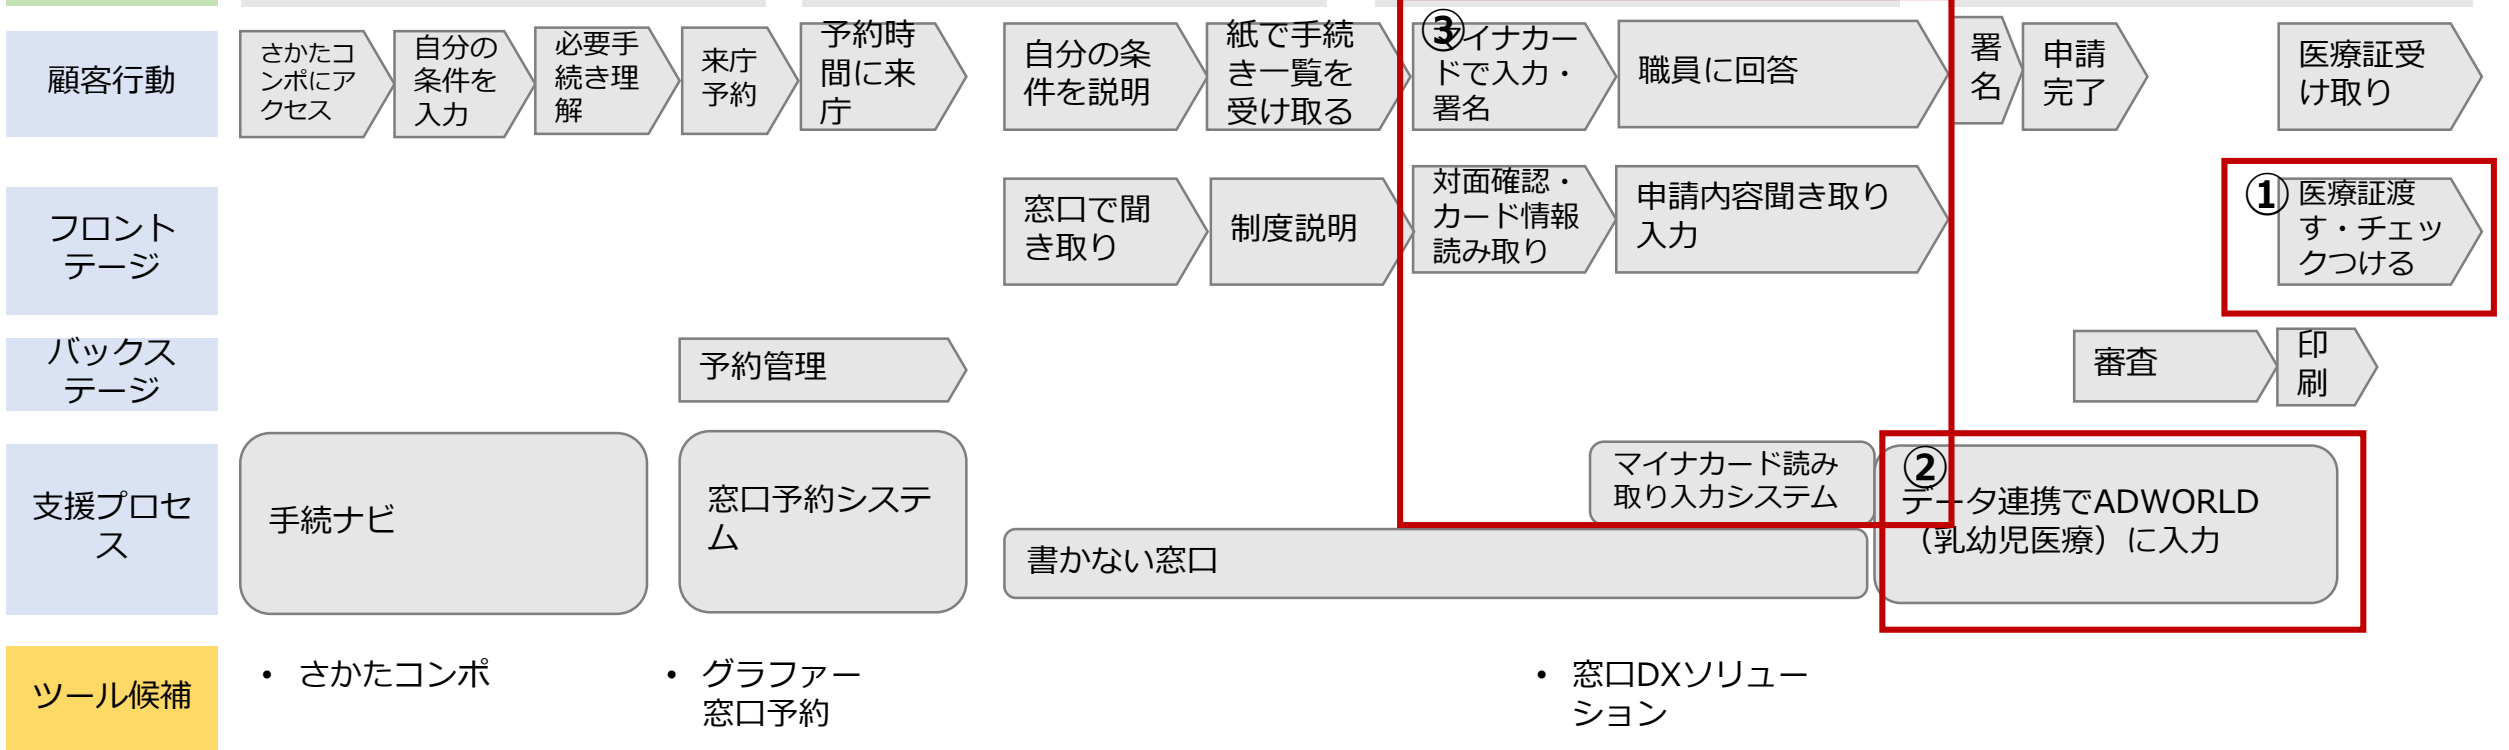 顧客行動
さかたコ
ンポにア
クセス
自分の
条件を
入力
必要手
続き理
解
来庁
予約
予約時
間に来
庁
自分の条
件を説明
紙で手続
き一覧を
受け取る
③
マイナカー
ドで入力・
署名
職員に回答
署
名
申請
完了
医療証受
け取り
フロント
テージ
窓口で聞
き取り
制度説明
対面確認・
カード情報
読み取り
申請内容聞き取り
入力
①
医療証渡
す・チェッ
クつける
バックス
テージ
予約管理
審査
印
刷
支援プロセ
ス
手続ナビ
窓口予約システ
ム
マイナカード読み
取り入力システム
書かない窓口
②
データ連携でADWORLD
（乳幼児医療）に入力
ツール候補
• さかたコンポ
• グラファー
窓口予約
• 窓口DXソリュー
ション